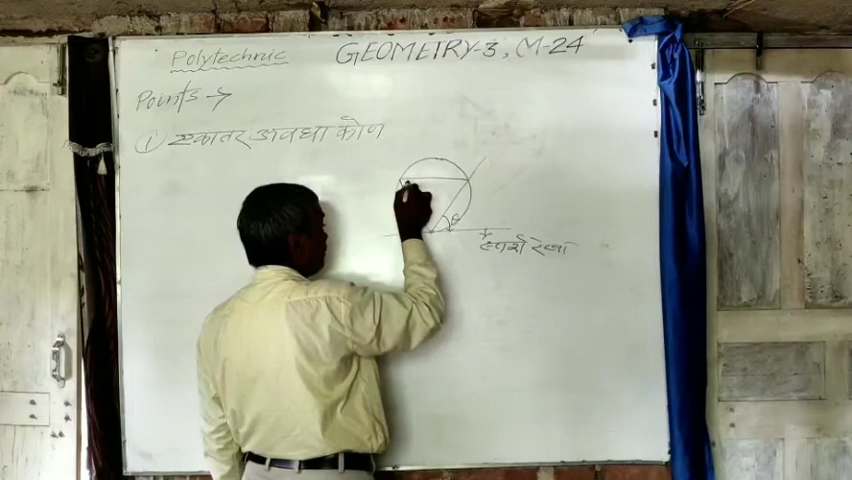 Polytechnic
GEOMETRY-3, M-24
Points →
① एकांतर अवधा कोण
θ
स्पर्श रेखा